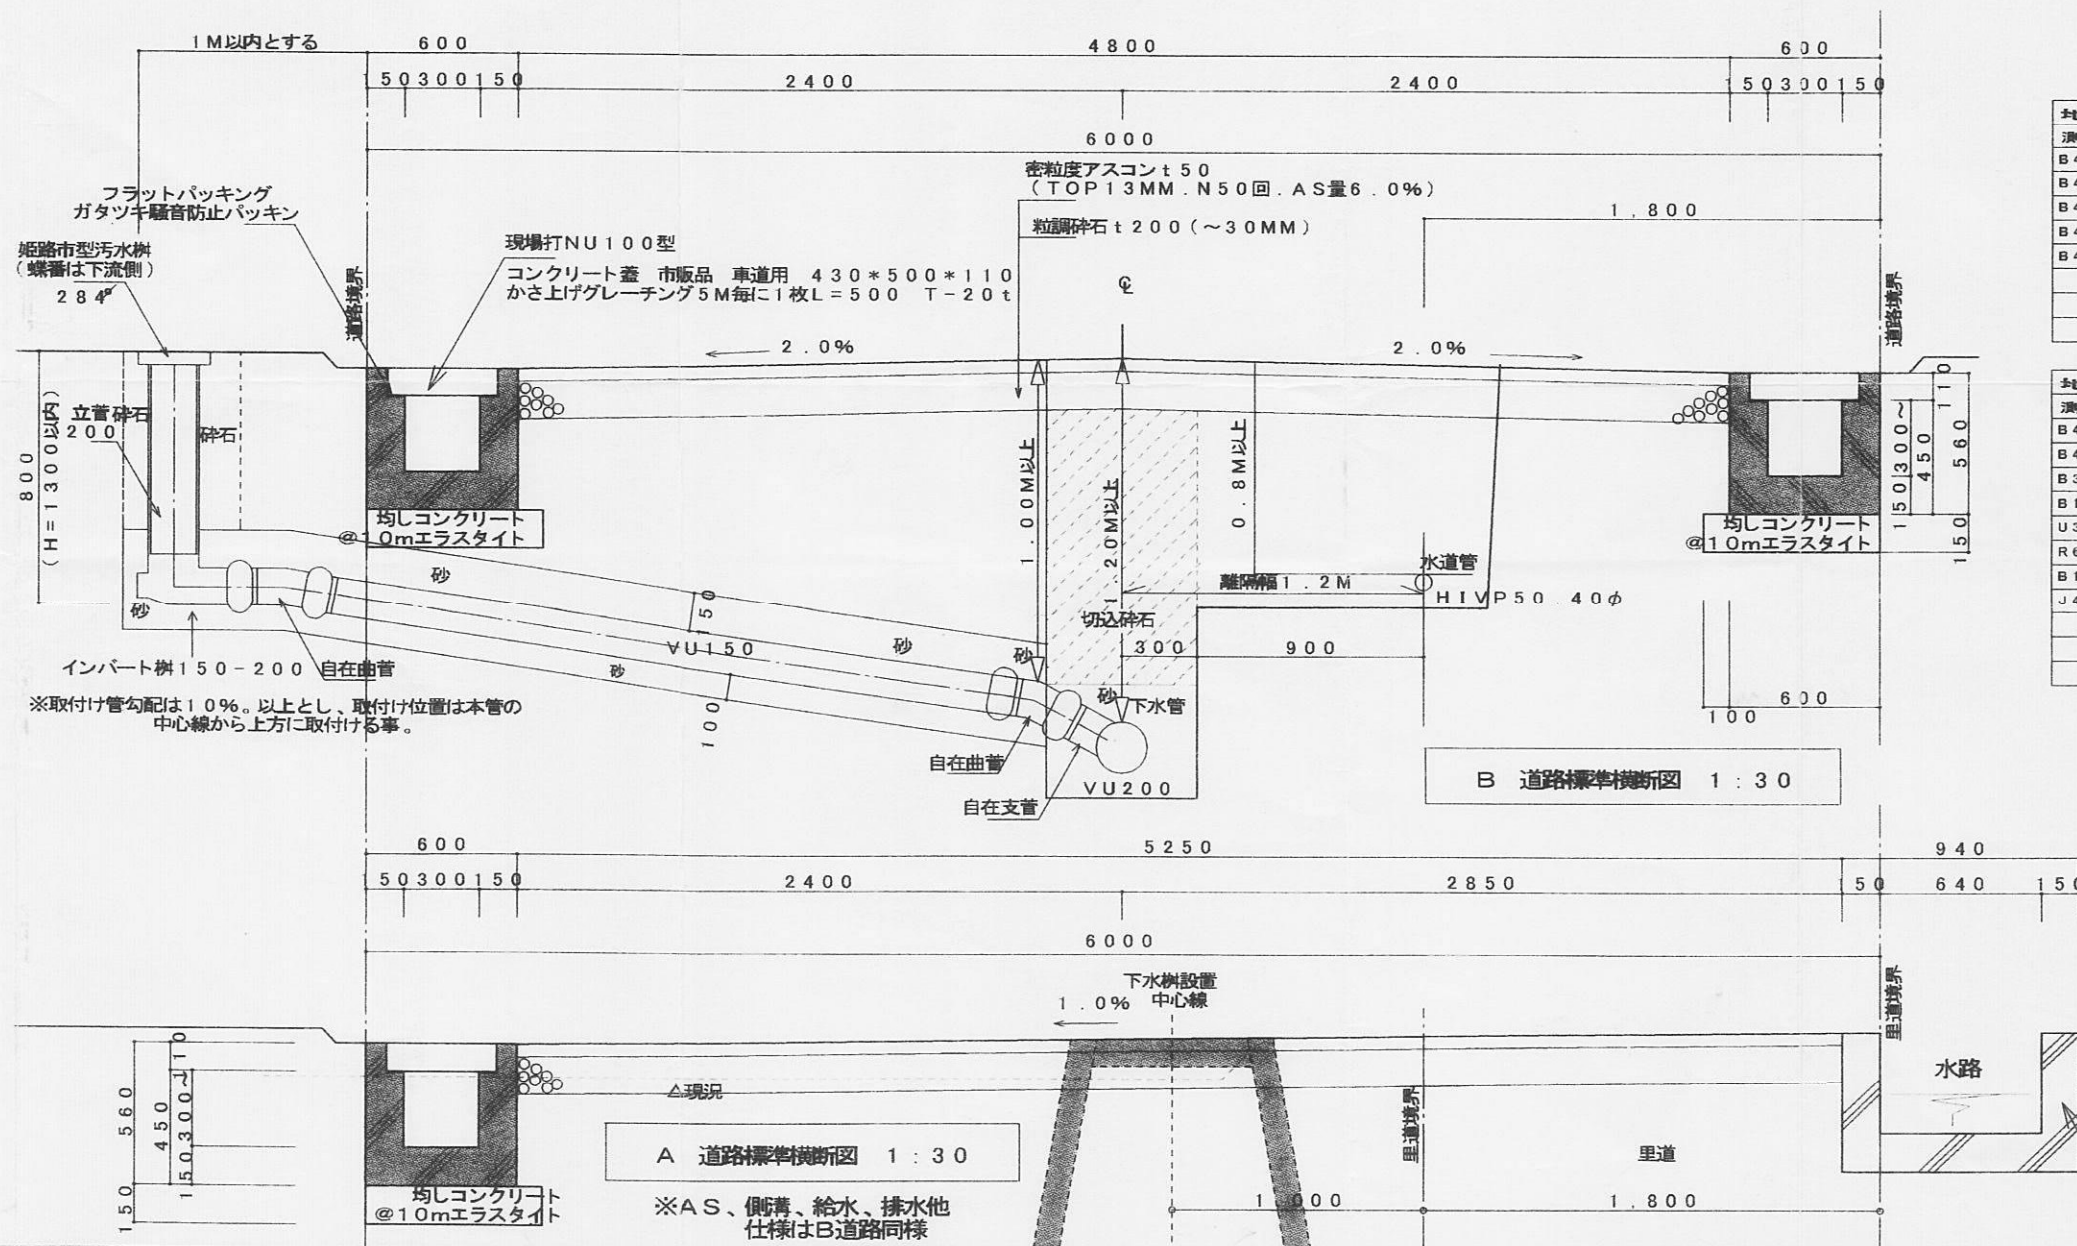 1M以内とする
600
4800
600
150300150
2400
2400
150300150
6000
密粒度アスコンt50
(TOP13MM.N50回.AS量6.0%)
1,800
粒調砕石t200(〜30MM)
フラットパッキング
ガタツキ騒音防止パッキン
現場打NU100型
コンクリート蓋 市販品 車道用 430*500*110
かさ上げグレーチング5M毎に1枚L=500 T-20t
姫路市型汚水桝
(蝶番は下流側)
284φ
道路境界
道路境界
2.0%
2.0%
800
(H=1300以内)
立管
200
砕石
砕石
1.00M以上
1.20M以上
0.8M以上
110
150
300〜
450
560
150
均しコンクリート
@10mエラスタイト
均しコンクリート
@10mエラスタイト
水道管
離隔幅1.2M
HIVP50 40φ
切込砕石
300
900
砂
砂
砂
砂
砂
砂
150
VU150
100
インバート桝150-200
自在曲管
※取付け管勾配は10%。以上とし、取付け位置は本管の
中心線から上方に取付ける事。
下水管
自在曲管
VU200
自在支管
600
100
B 道路標準横断図 1:30
600
5250
940
150300150
2400
2850
150
640
150
6000
下水桝設置
中心線
1.0%
里道境界
水路
110
560
450
300〜
150
150
△現況
里道境界
里道
A 道路標準横断図 1:30
均しコンクリート
@10mエラスタイト
※AS、側溝、給水、排水他
仕様はB道路同様
1,000
1,800